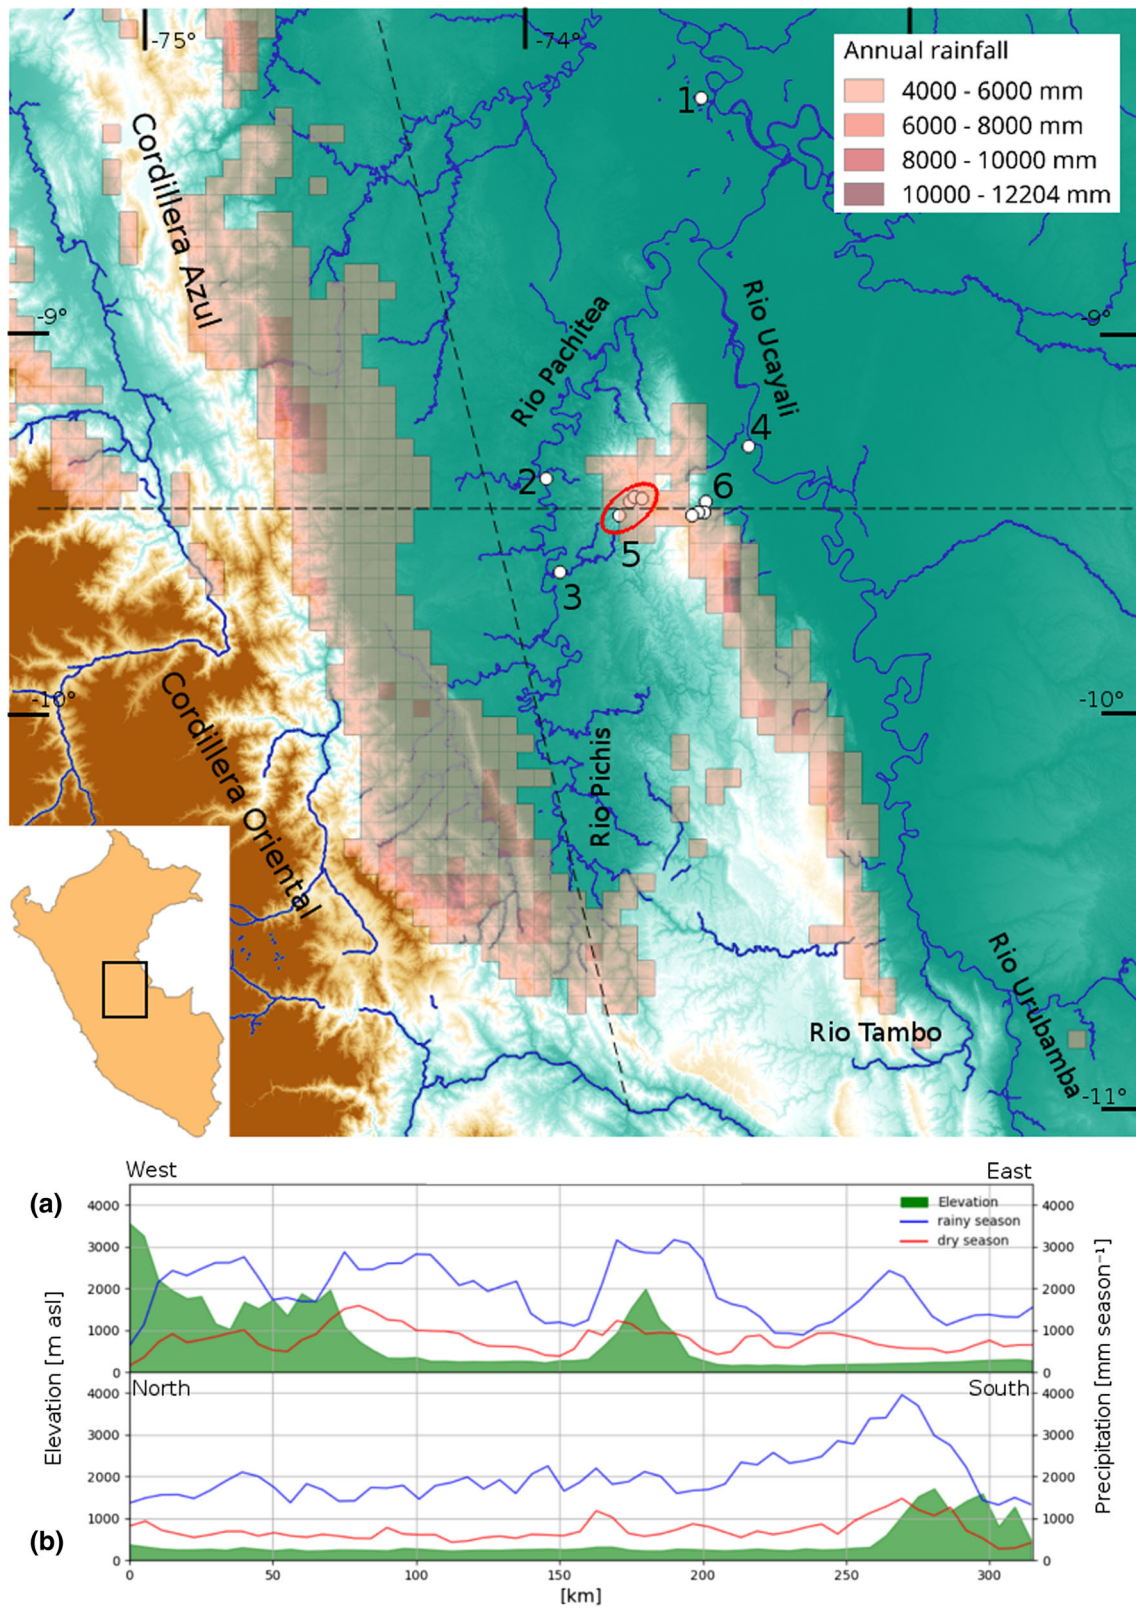 -75°
-74°
Annual rainfall
4000 - 6000 mm
6000 - 8000 mm
8000 - 10000 mm
10000 - 12204 mm
1
Cordillera Azul
-9°
-9°
Rio Pachitea
Rio Ucayali
4
2
6
5
3
Cordillera Oriental
-10°
-10°
Rio Pichis
Rio Tambo
Rio Urubamba
-11°
West
East
(a)
4000
3000
2000
1000
0
Elevation
rainy season
dry season
4000
3000
2000
1000
0
North
South
(b)
4000
3000
2000
1000
0
4000
3000
2000
1000
0
0
50
100
150
200
250
300
[km]
Elevation [m asl]
Precipitation [mm season⁻¹]